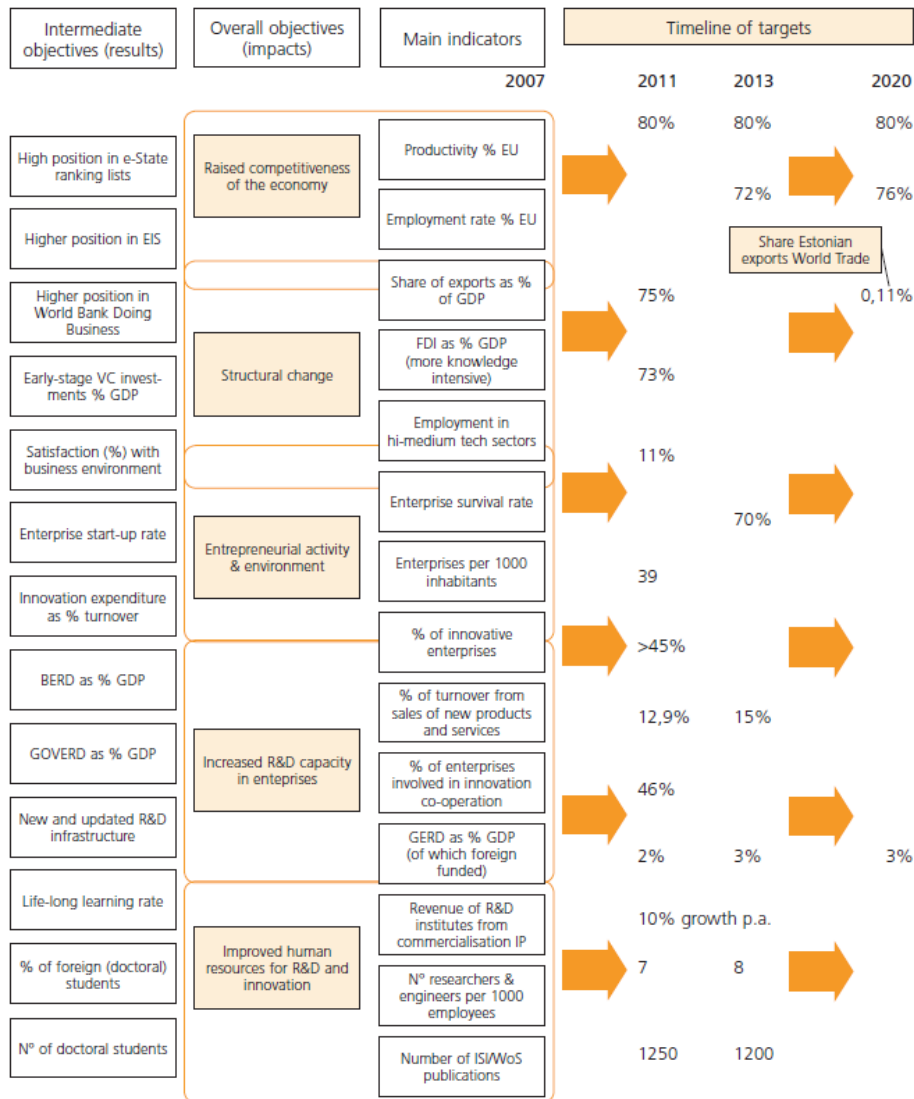 Intermediate
objectives (results)
Overall objectives
(impacts)
Main indicators
Timeline of targets
2007
2011
2013
2020
High position in e-State
ranking lists
Higher position in EIS
Higher position in
World Bank Doing
Business
Early-stage VC invest-
ments % GDP
Satisfaction (%) with
business environment
Enterprise start-up rate
Innovation expenditure
as % turnover
BERD as % GDP
GOVERD as % GDP
New and updated R&D
infrastructure
Life-long learning rate
% of foreign (doctoral)
students
N° of doctoral students
Raised competitiveness
of the economy
Structural change
Entrepreneurial activity
& environment
Increased R&D capacity
in enteprises
Improved human
resources for R&D and
innovation
Productivity % EU
Employment rate % EU
Share of exports as %
of GDP
FDI as % GDP
(more knowledge
intensive)
Employment in
hi-medium tech sectors
Enterprise survival rate
Enterprises per 1000
inhabitants
% of innovative
enterprises
% of turnover from
sales of new products
and services
% of enterprises
involved in innovation
co-operation
GERD as % GDP
(of which foreign
funded)
Revenue of R&D
institutes from
commercialisation IP
N° researchers &
engineers per 1000
employees
Number of ISI/WoS
publications
80%
80%
80%
72%
76%
Share Estonian
exports World Trade
75%
0,11%
73%
11%
70%
39
>45%
12,9%
15%
46%
2%
3%
3%
10% growth p.a.
7
8
1250
1200